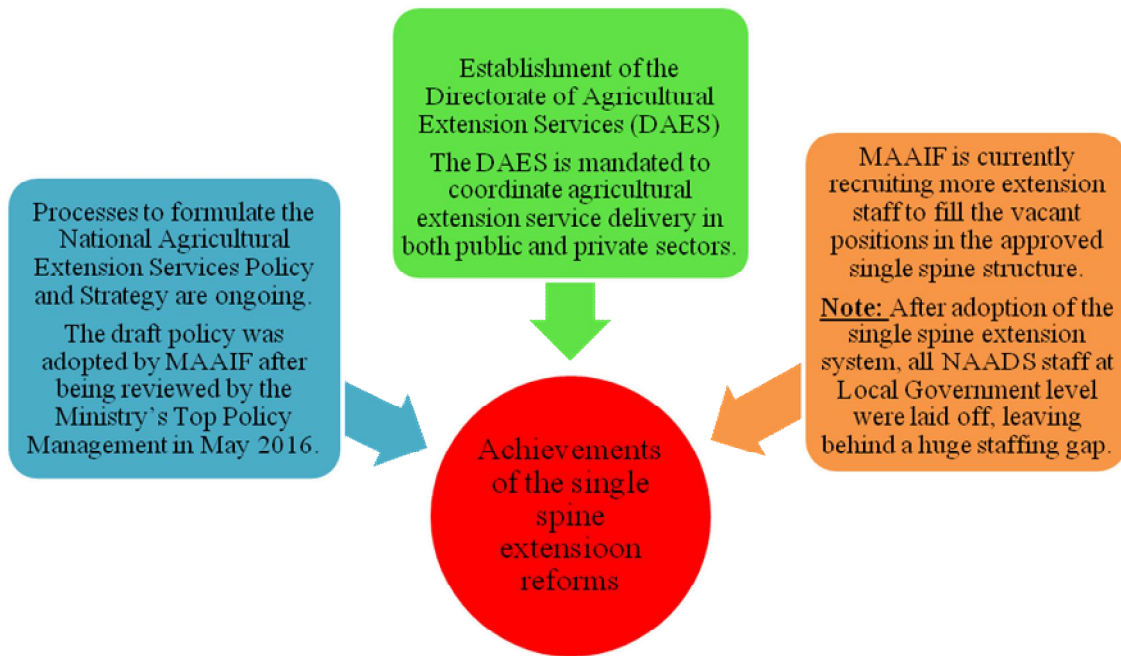 Processes to formulate the
National Agricultural
Extension Services Policy
and Strategy are ongoing.
The draft policy was
adopted by MAAIF after
being reviewed by the
Ministry's Top Policy
Management in May 2016.
Establishment of the
Directorate of Agricultural
Extension Services (DAES)
The DAES is mandated to
coordinate agricultural
extension service delivery in
both public and private sectors.
MAAIF is currently
recruiting more extension
staff to fill the vacant
positions in the approved
single spine structure.
Note: After adoption of the
single spine extension
system, all NAADS staff at
Local Government level
were laid off, leaving
behind a huge staffing gap.
Achievements
of the single
spine
extensioon
reforms